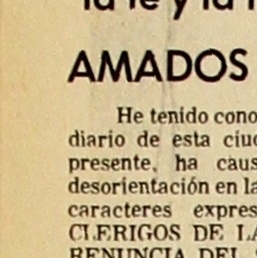 la fe y la
AMADOS
He tenido
diario de esta
presente, ha
desorientación en la
caracteres
CLERIGOS DE
RENUNCIA DEL